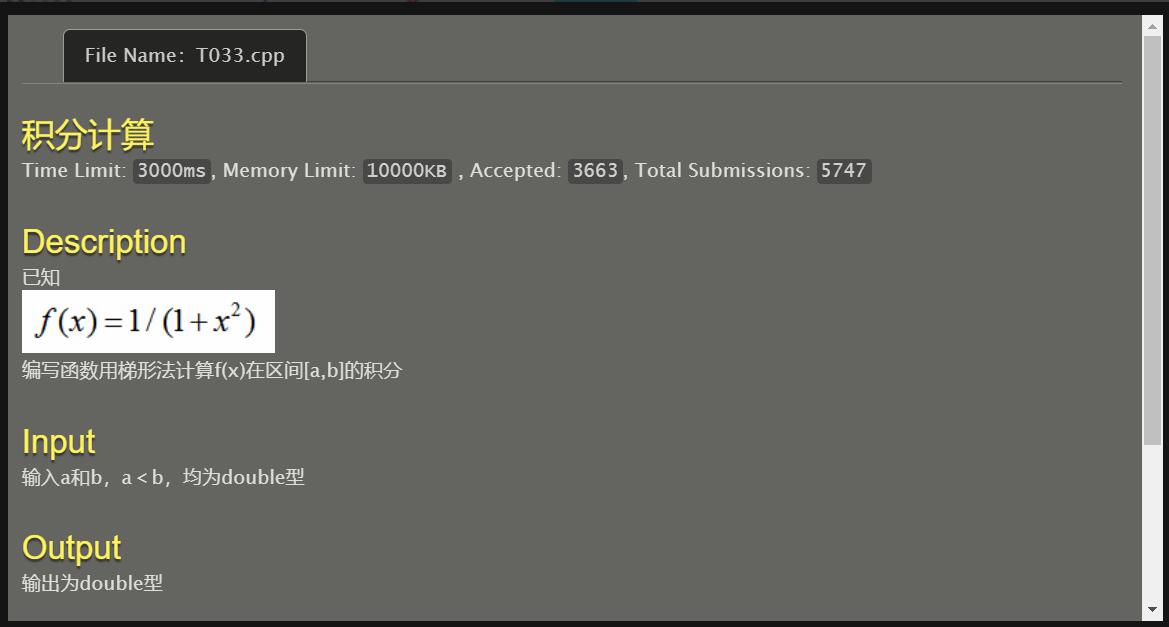 File Name：T033.cpp
积分计算
Time Limit: 3000ms, Memory Limit: 10000KB , Accepted: 3663, Total Submissions: 5747
Description
已知
f(x)=1/(1+x²)
编写函数用梯形法计算f(x)在区间[a,b]的积分
Input
输入a和b，a<b，均为double型
Output
输出为double型